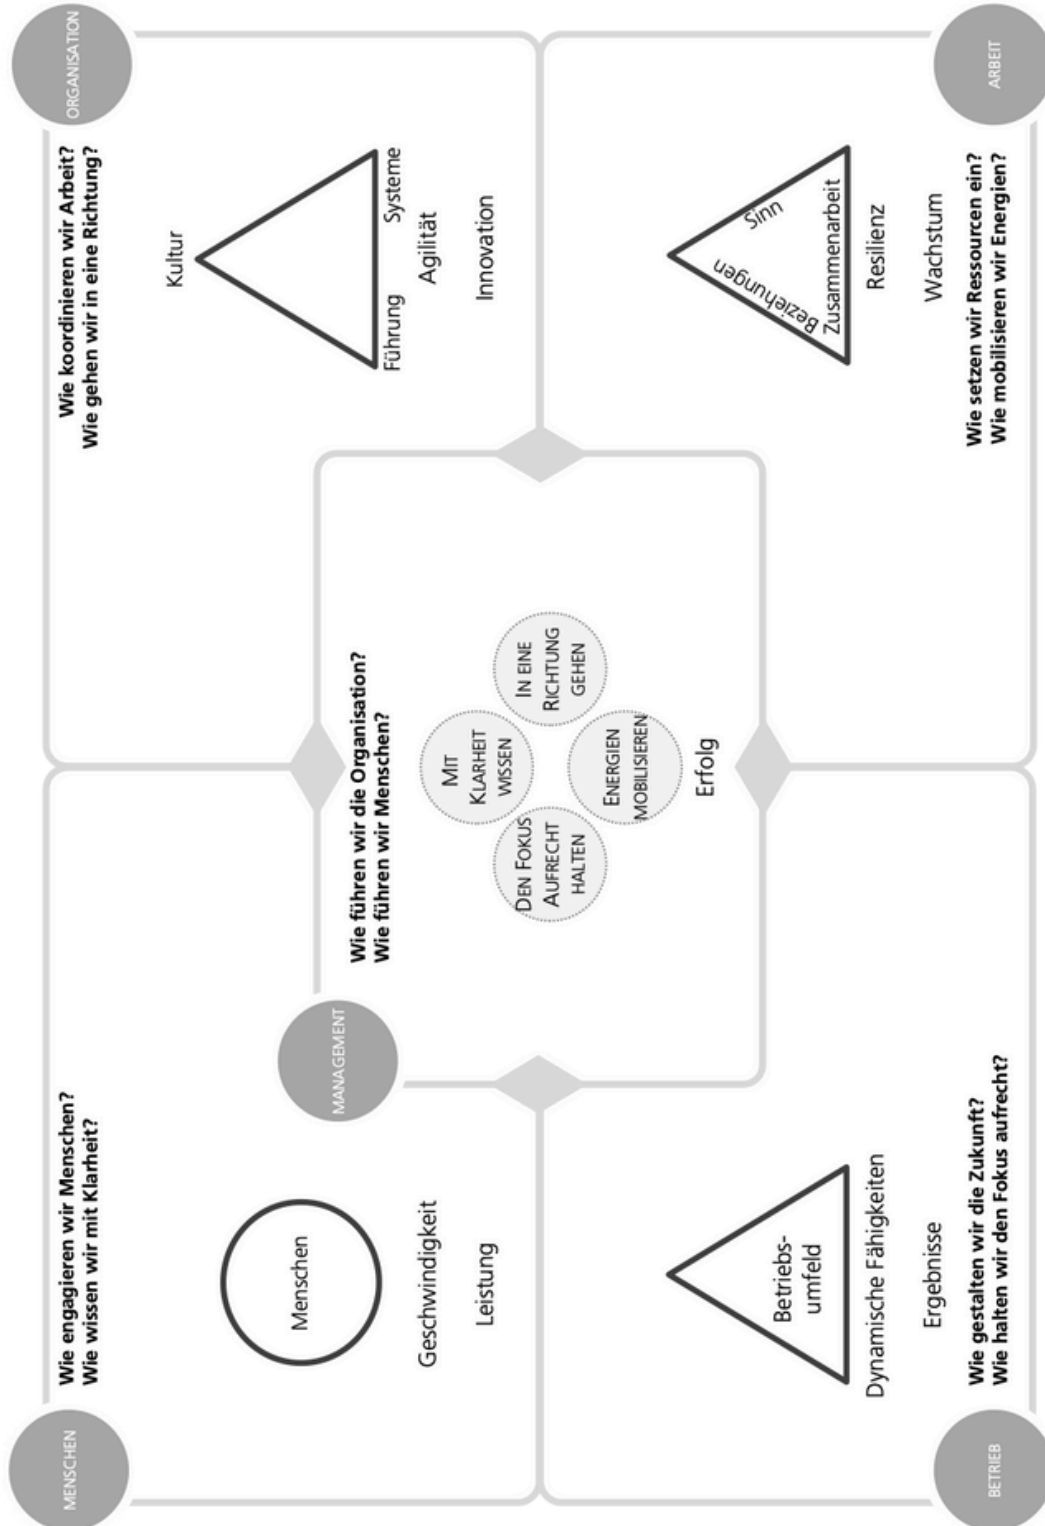 MENSCHEN
Wie engagieren wir Menschen?
Wie wissen wir mit Klarheit?
Menschen
Geschwindigkeit
Leistung
ORGANISATION
Wie koordinieren wir Arbeit?
Wie gehen wir in eine Richtung?
Kultur
Führung
Systeme
Agilität
Innovation
MANAGEMENT
Wie führen wir die Organisation?
Wie führen wir Menschen?
MIT
KLARHEIT
WISSEN
DEN FOKUS
AUFRECHT
HALTEN
IN EINE
RICHTUNG
GEHEN
ENERGIEN
MOBILISIEREN
Erfolg
Betriebs-
umfeld
Dynamische Fähigkeiten
Ergebnisse
Wie gestalten wir die Zukunft?
Wie halten wir den Fokus aufrecht?
BETRIEB
Beziehungen
Sinn
Zusammenarbeit
Resilienz
Wachstum
Wie setzen wir Ressourcen ein?
Wie mobilisieren wir Energien?
ARBEIT